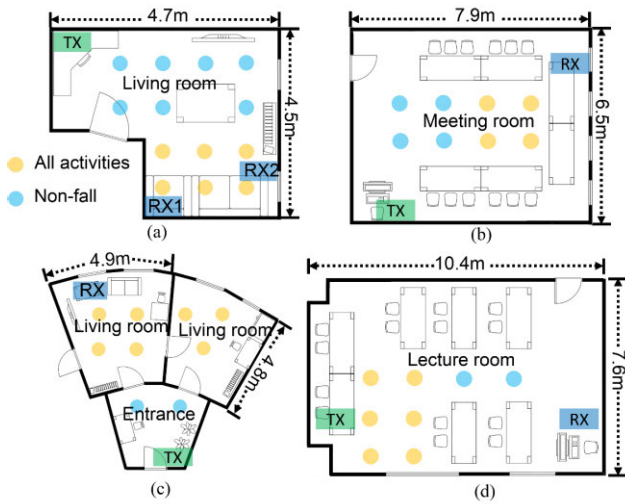 4.7m
TX
Living room
4.5m
RX2
RX1
All activities
Non-fall
(a)
7.9m
RX
Meeting room
6.5m
TX
(b)
4.9m
RX
Living room
Living room
4.8m
Entrance
TX
(c)
10.4m
Lecture room
7.6m
TX
RX
(d)